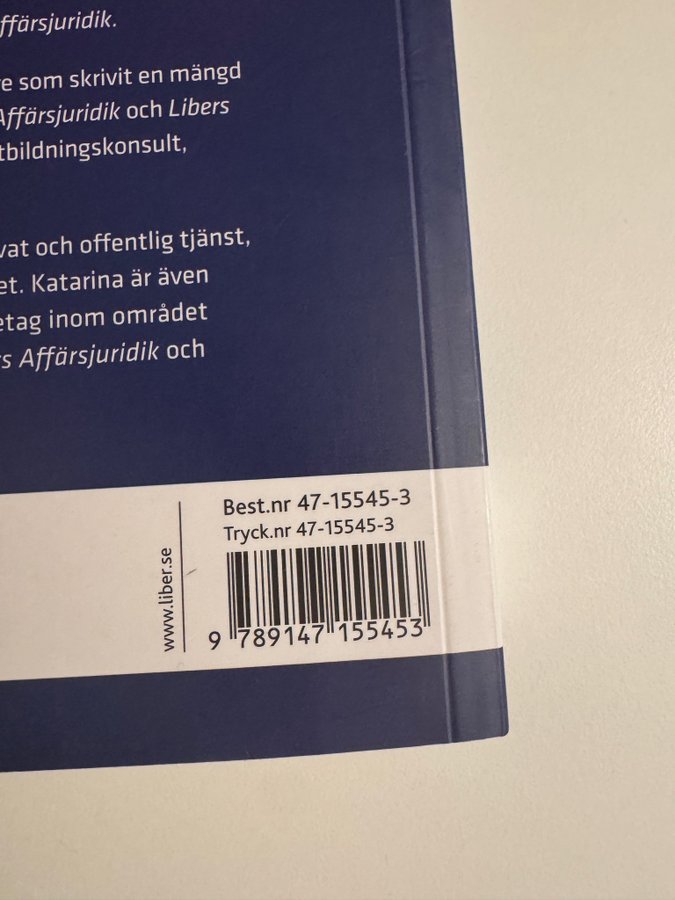 ffärsjuridik.
e som skrivit en mängd
Affärsjuridik och Libers
tbildningskonsult,
vat och offentlig tjänst,
et. Katarina är även
etag inom området
s Affärsjuridik och
Best.nr 47-15545-3
Tryck.nr 47-15545-3
www.liber.se
9 789147 155453